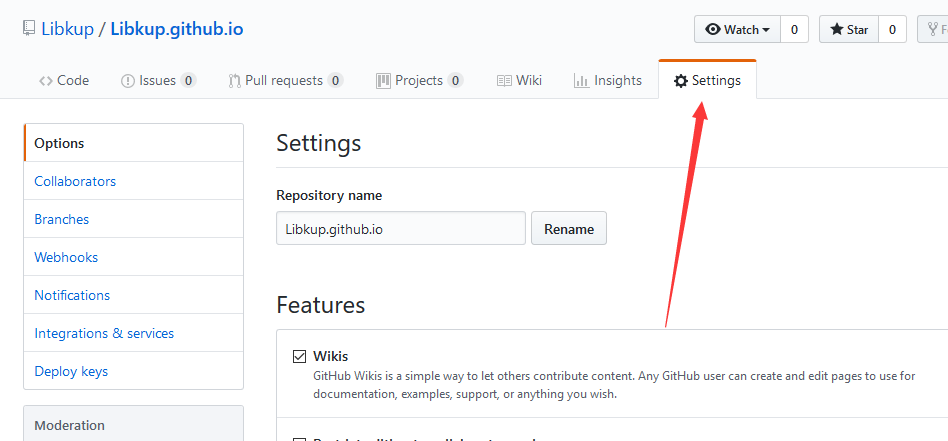 Libkup / Libkup.github.io
Watch 0 Star 0
Code Issues 0 Pull requests 0 Projects 0 Wiki Insights Settings
Options
Collaborators
Branches
Webhooks
Notifications
Integrations & services
Deploy keys
Moderation
Settings
Repository name
Libkup.github.io Rename
Features
Wikis
GitHub Wikis is a simple way to let others contribute content. Any GitHub user can create and edit pages to use for
documentation, examples, support, or anything you wish.